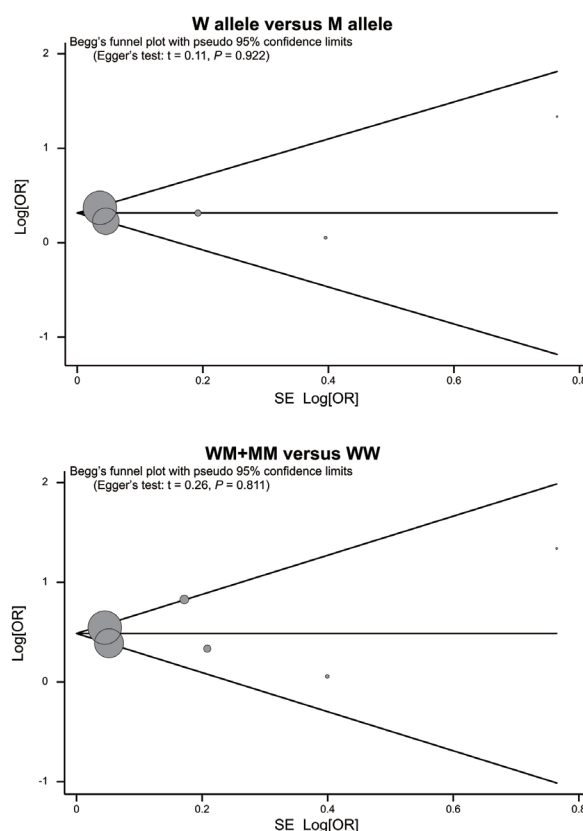 W allele versus M allele
Begg's funnel plot with pseudo 95% confidence limits
(Egger's test: t = 0.11, P = 0.922)
2
1
0
-1
Log[OR]
0 0.2 0.4 0.6 0.8
SE Log[OR]
WM+MM versus WW
Begg's funnel plot with pseudo 95% confidence limits
(Egger's test: t = 0.26, P = 0.811)
2
1
0
-1
Log[OR]
0 0.2 0.4 0.6 0.8
SE Log[OR]